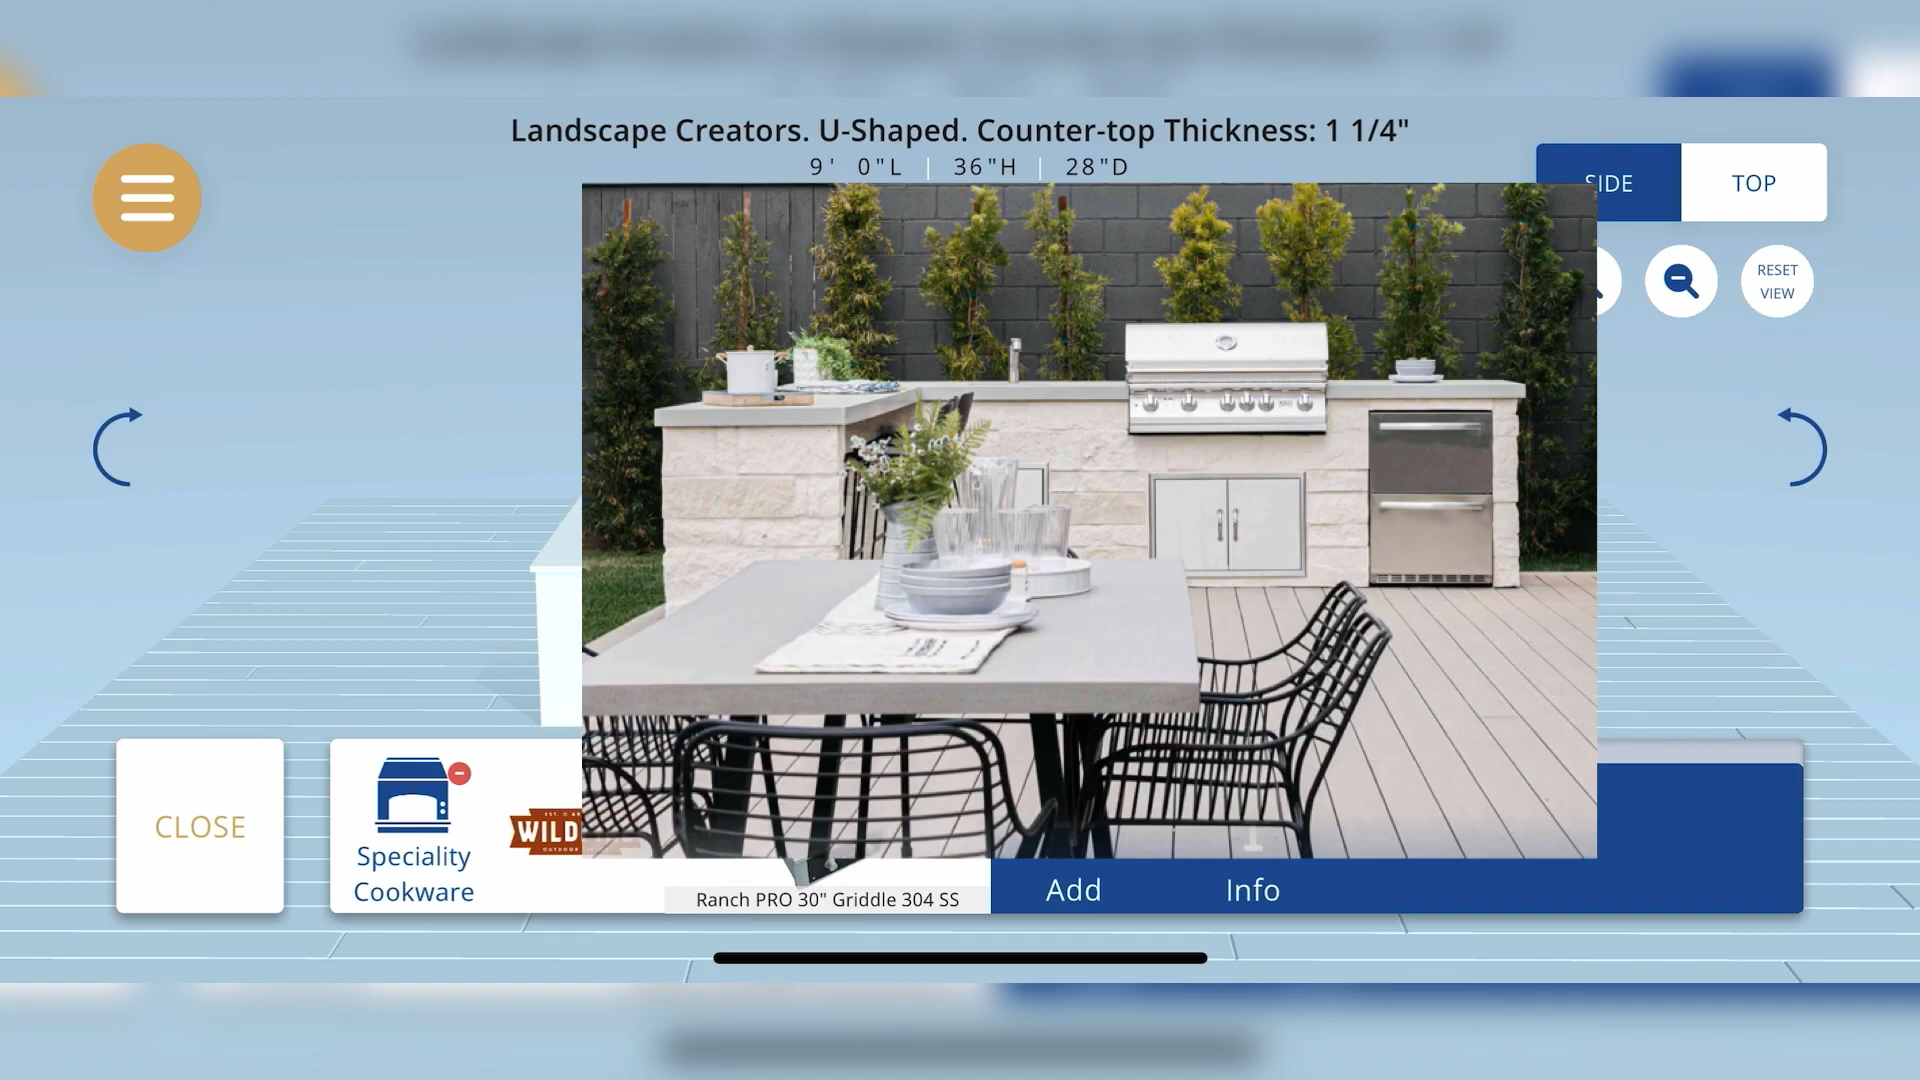 Landscape Creators. U-Shaped. Counter-top Thickness: 1 1/4"
9' 0"L | 36"H | 28"D
SIDE
TOP
RESET
VIEW
CLOSE
Speciality
Cookware
WILD
Ranch PRO 30" Griddle 304 SS
Add
Info